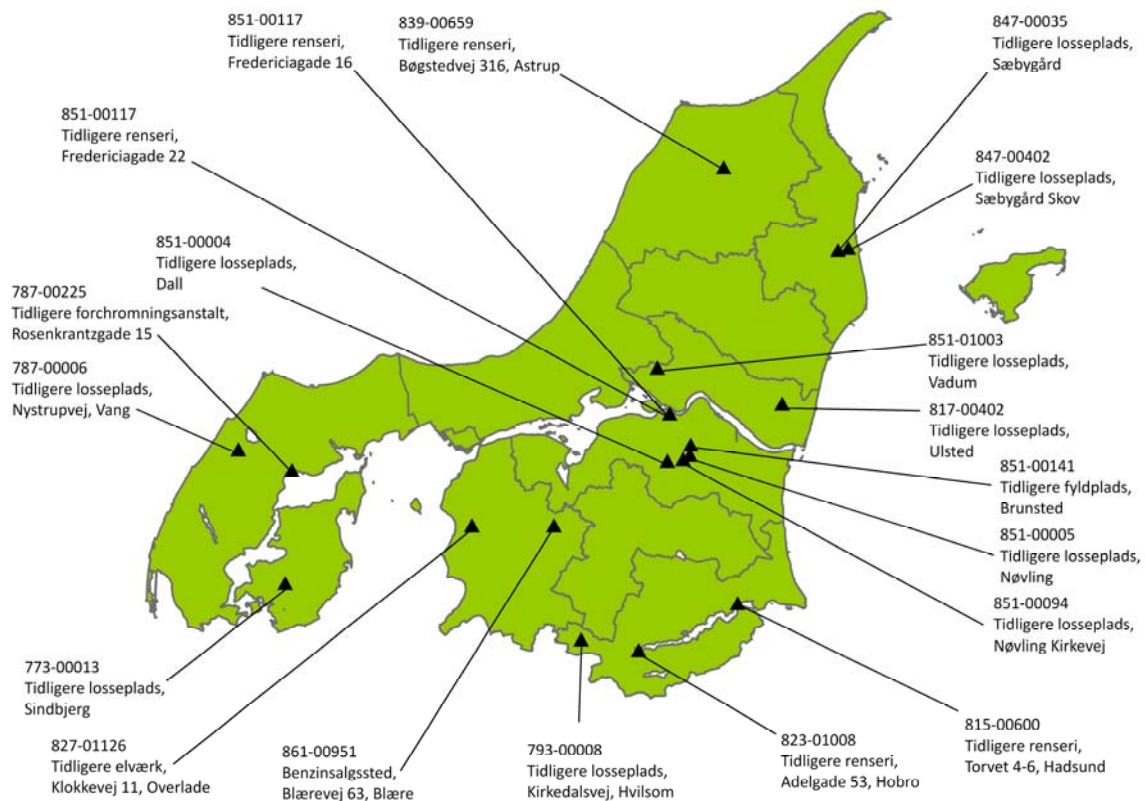 851-00117
Tidligere renseri,
Fredericiagade 16
839-00659
Tidligere renseri,
Bøgstedvej 316, Astrup
847-00035
Tidligere losseplads,
Sæbygård
851-00117
Tidligere renseri,
Fredericiagade 22
847-00402
Tidligere losseplads,
Sæbygård Skov
851-00004
Tidligere losseplads,
Dall
787-00225
Tidligere forchromningsanstalt,
Rosenkrantzgade 15
787-00006
Tidligere losseplads,
Nystrupvej, Vang
851-01003
Tidligere losseplads,
Vadum
817-00402
Tidligere losseplads,
Ulsted
851-00141
Tidligere fyldplads,
Brunsted
851-00005
Tidligere losseplads,
Nøvling
851-00094
Tidligere losseplads,
Nøvling Kirkevej
773-00013
Tidligere losseplads,
Sindbjerg
827-01126
Tidligere elværk,
Klokkevej 11, Overlade
861-00951
Benzinsalgssted,
Blærevej 63, Blære
793-00008
Tidligere losseplads,
Kirkedalsvej, Hvilsom
823-01008
Tidligere renseri,
Adelgade 53, Hobro
815-00600
Tidligere renseri,
Torvet 4-6, Hadsund